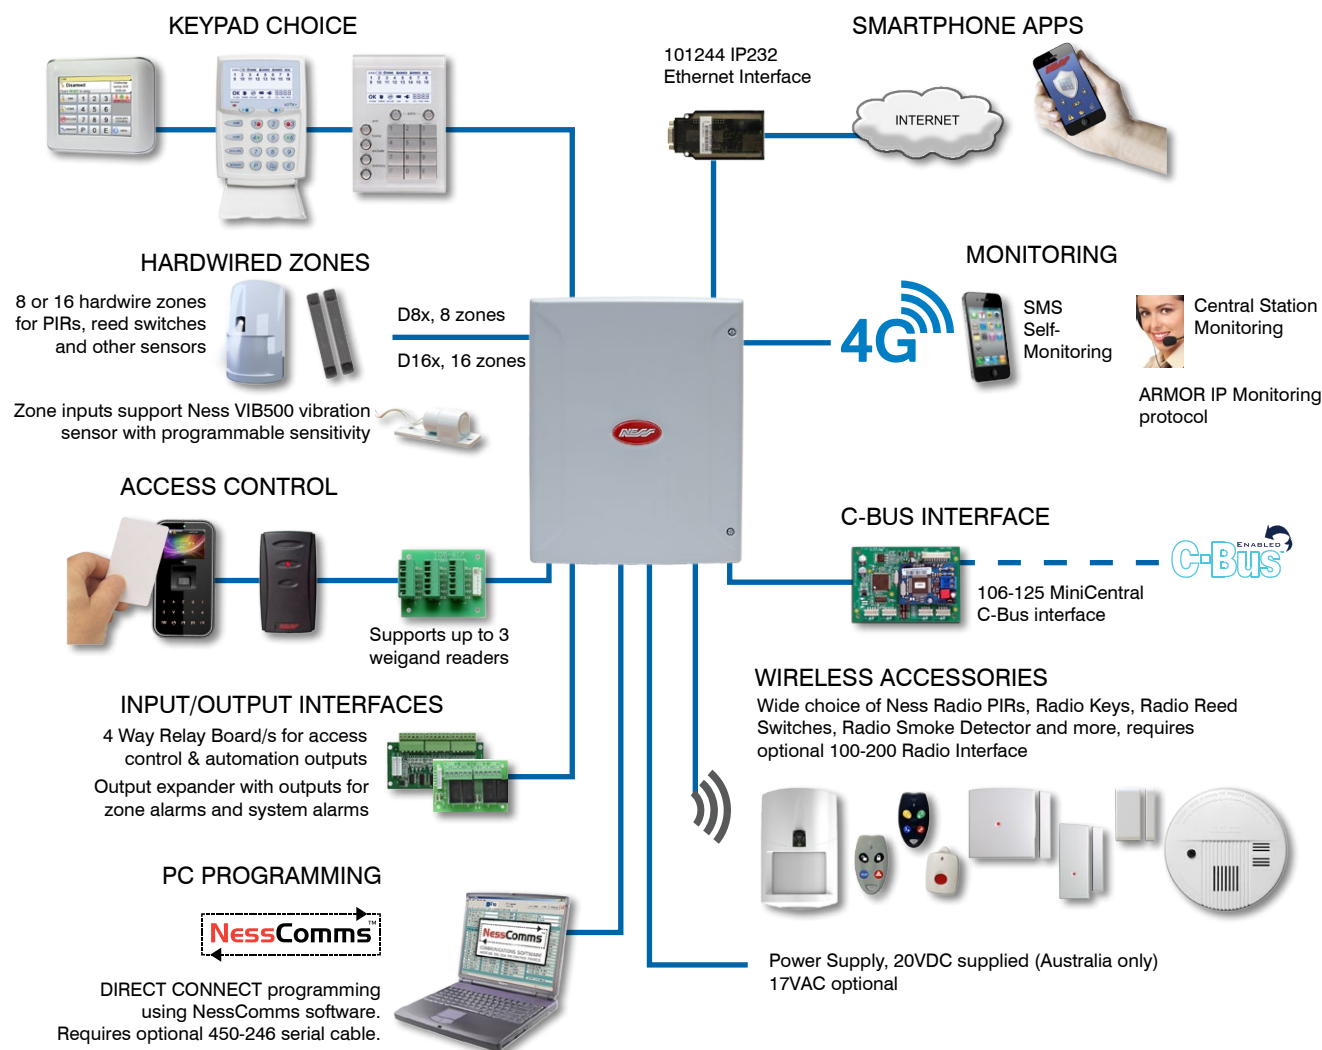 KEYPAD CHOICE
SMARTPHONE APPS
101244 IP232
Ethernet Interface
INTERNET
HARDWIRED ZONES
8 or 16 hardwire zones
for PIRs, reed switches
and other sensors
D8x, 8 zones
D16x, 16 zones
Zone inputs support Ness VIB500 vibration
sensor with programmable sensitivity
MONITORING
4G
SMS
Self-
Monitoring
Central Station
Monitoring
ARMOR IP Monitoring
protocol
NESS
ACCESS CONTROL
Supports up to 3
weigand readers
C-BUS INTERFACE
106-125 MiniCentral
C-Bus interface
ENABLED
C-Bus™
INPUT/OUTPUT INTERFACES
4 Way Relay Board/s for access
control & automation outputs
Output expander with outputs for
zone alarms and system alarms
WIRELESS ACCESSORIES
Wide choice of Ness Radio PIRs, Radio Keys, Radio Reed
Switches, Radio Smoke Detector and more, requires
optional 100-200 Radio Interface
PC PROGRAMMING
NessComms™
NessComms
COMMUNICATIONS SOFTWARE
DIRECT CONNECT programming
using NessComms software.
Requires optional 450-246 serial cable.
Power Supply, 20VDC supplied (Australia only)
17VAC optional